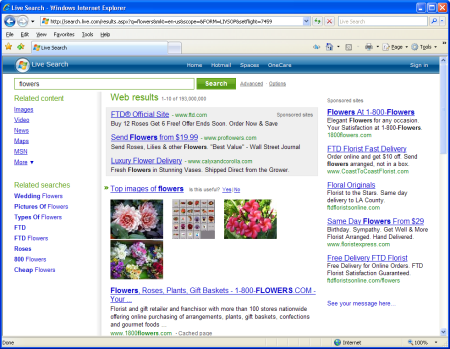 Live Search - Windows Internet Explorer
http://search.live.com/results.aspx?q=flowers&mkt=en-us&scope=&FORM=LIVSOP&setflight=7459
Live Search
File Edit View Favorites Tools Help
Live Search
Page Tools
Live Search Home Hotmail Spaces OneCare Sign in
flowers Search Advanced Options
Related content
Images
Video
News
Maps
MSN
More
Related searches
Wedding Flowers
Pictures Of Flowers
Types Of Flowers
FTD
FTD Flowers
Roses
800 Flowers
Cheap Flowers
Web results 1-10 of 193,000,000
FTD® Official Site - www.ftd.com Sponsored sites
Buy 12 Roses Get 6 Free! Offer Ends Soon. Order Now & Save
Send Flowers from $19.99 - www.proflowers.com
Send Roses, Lilies & other Flowers. "Best Value" - Wall Street Journal
Luxury Flower Delivery - www.calyxandcorolla.com
Fresh Flowers in Stunning Vases, Shipped Direct from the Grower.
Top images of flowers Is this useful? Yes|No
Flowers, Roses, Plants, Gift Baskets - 1-800-FLOWERS.COM -
Your ...
Florist and gift retailer and franchisor with more than 100 stores nationwide
offering online purchasing of arrangements, plants, gift baskets, confections
and gourmet foods ...
www.1800flowers.com - Cached page
Sponsored sites
Flowers At 1-800-Flowers
Elegant Flowers for any occasion.
Your Satisfaction at 1-800-Flowers.
1800flowers.com
FTD Florist Fast Delivery
Order online and get $10 off. Send
flowers arranged, not in a box.
www.CoastToCoastFlorist.com
Floral Originals
Florist to the Stars. Same day
delivery to LA County.
ftdfloristsonline.com
Same Day Flowers From $29
Birthday. Sympathy. Get Well & More
Florist Arranged. Hand Delivered.
www.floristexpress.com
Free Delivery FTD Florist
Free Delivery for Online Orders. FTD
Florist Satisfaction Guaranteed.
ftdfloristsonline.com/
See your message here...
Done Internet 100%